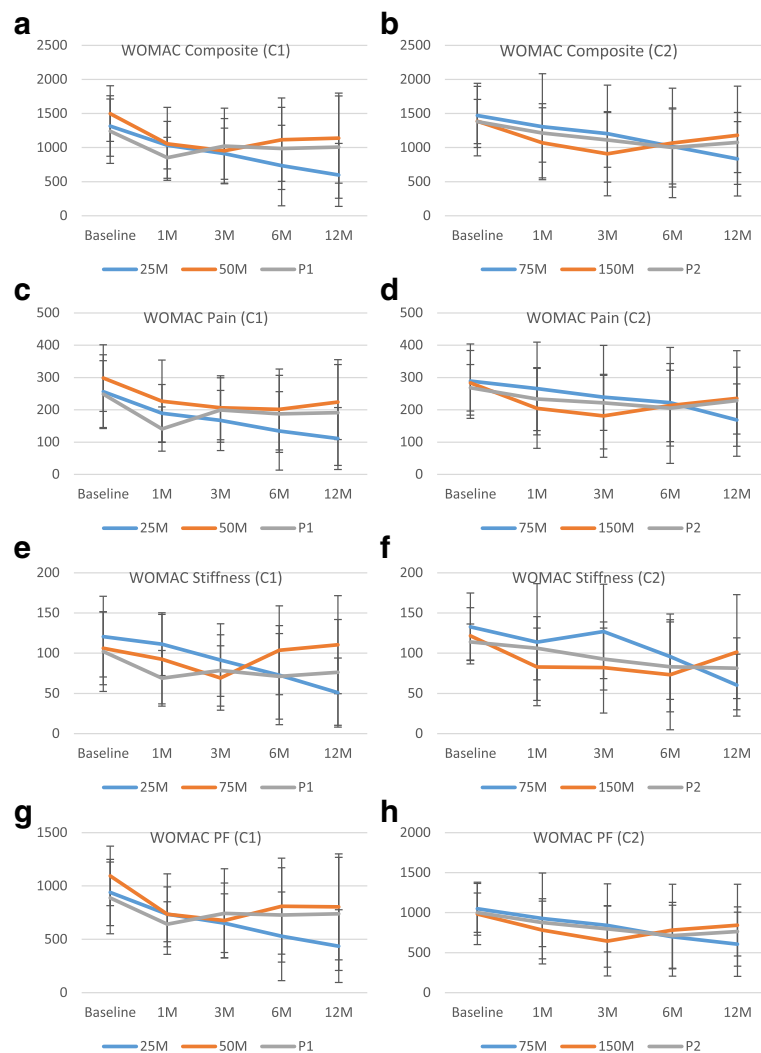 a
WOMAC Composite (C1)
2500
2000
1500
1000
500
0
Baseline 1M 3M 6M 12M
25M 50M P1
b
WOMAC Composite (C2)
2500
2000
1500
1000
500
0
Baseline 1M 3M 6M 12M
75M 150M P2
c
WOMAC Pain (C1)
500
400
300
200
100
0
Baseline 1M 3M 6M 12M
25M 50M P1
d
WOMAC Pain (C2)
500
400
300
200
100
0
Baseline 1M 3M 6M 12M
75M 150M P2
e
WOMAC Stiffness (C1)
200
150
100
50
0
Baseline 1M 3M 6M 12M
25M 75M P1
f
WOMAC Stiffness (C2)
200
150
100
50
0
Baseline 1M 3M 6M 12M
75M 150M P2
g
WOMAC PF (C1)
1500
1000
500
0
Baseline 1M 3M 6M 12M
25M 50M P1
h
WOMAC PF (C2)
2000
1500
1000
500
0
Baseline 1M 3M 6M 12M
75M 150M P2